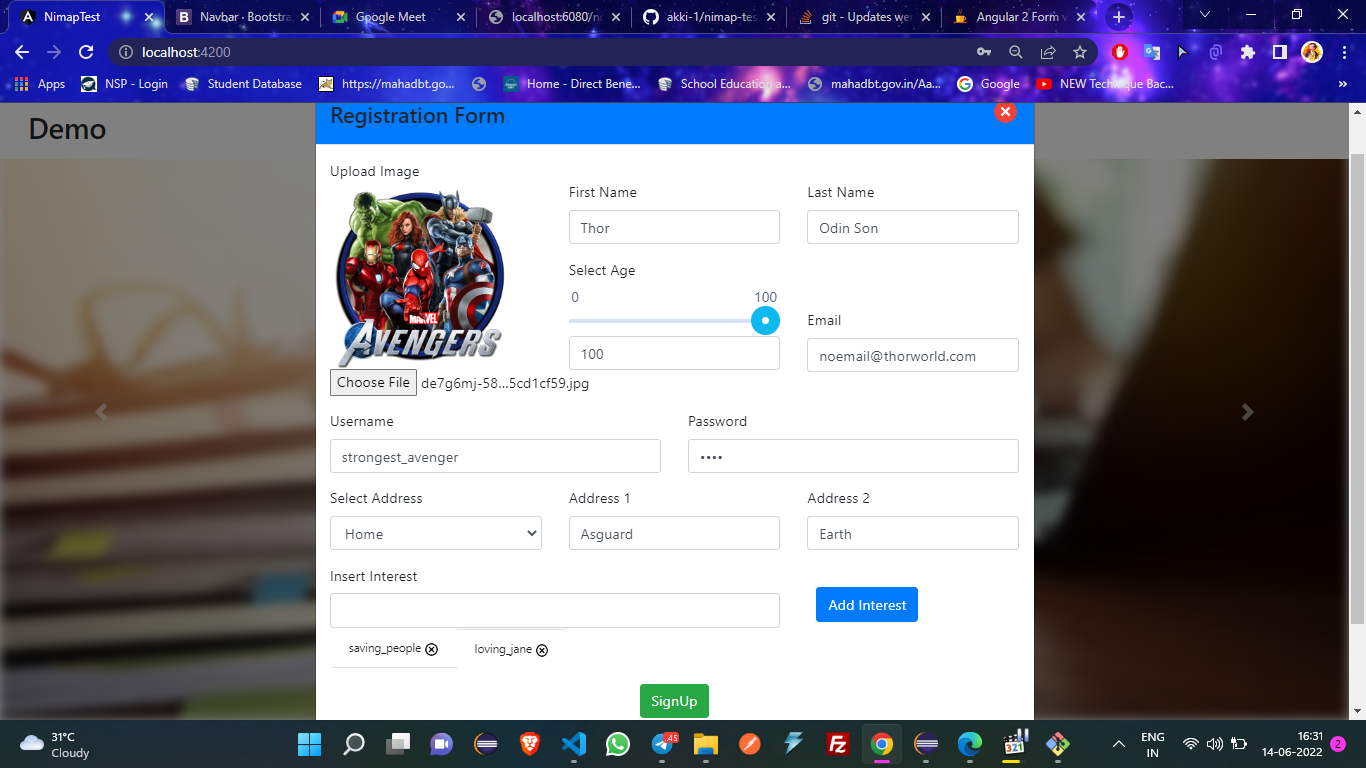 NimapTest
Navbar · Bootstra
Google Meet
localhost:6080/n
akki-1/nimap-tes
git - Updates wer
Angular 2 Form v
localhost:4200
Apps
NSP - Login
Student Database
https://mahadbt.go...
Home - Direct Bene...
School Education a...
mahadbt.gov.in/Aa...
Google
NEW Technique Bac...
»
Demo
Registration Form
Upload Image
First Name
Last Name
Thor
Odin Son
Select Age
0
100
Email
100
noemail@thorworld.com
MARVEL
AVENGERS
Choose File de7g6mj-58...5cd1cf59.jpg
Username
Password
strongest_avenger
••••
Select Address
Address 1
Address 2
Home
Asguard
Earth
Insert Interest
Add Interest
saving_people
loving_jane
SignUp
31°C
Cloudy
.45
321
ENG
IN
16:31
14-06-2022
2